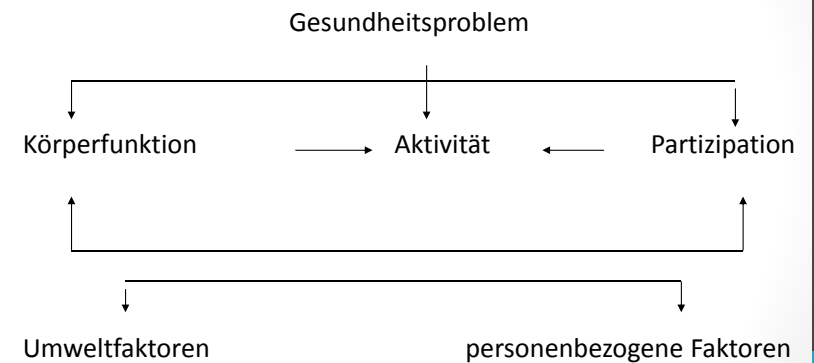 Gesundheitsproblem
Körperfunktion Aktivität Partizipation
Umweltfaktoren personenbezogene Faktoren